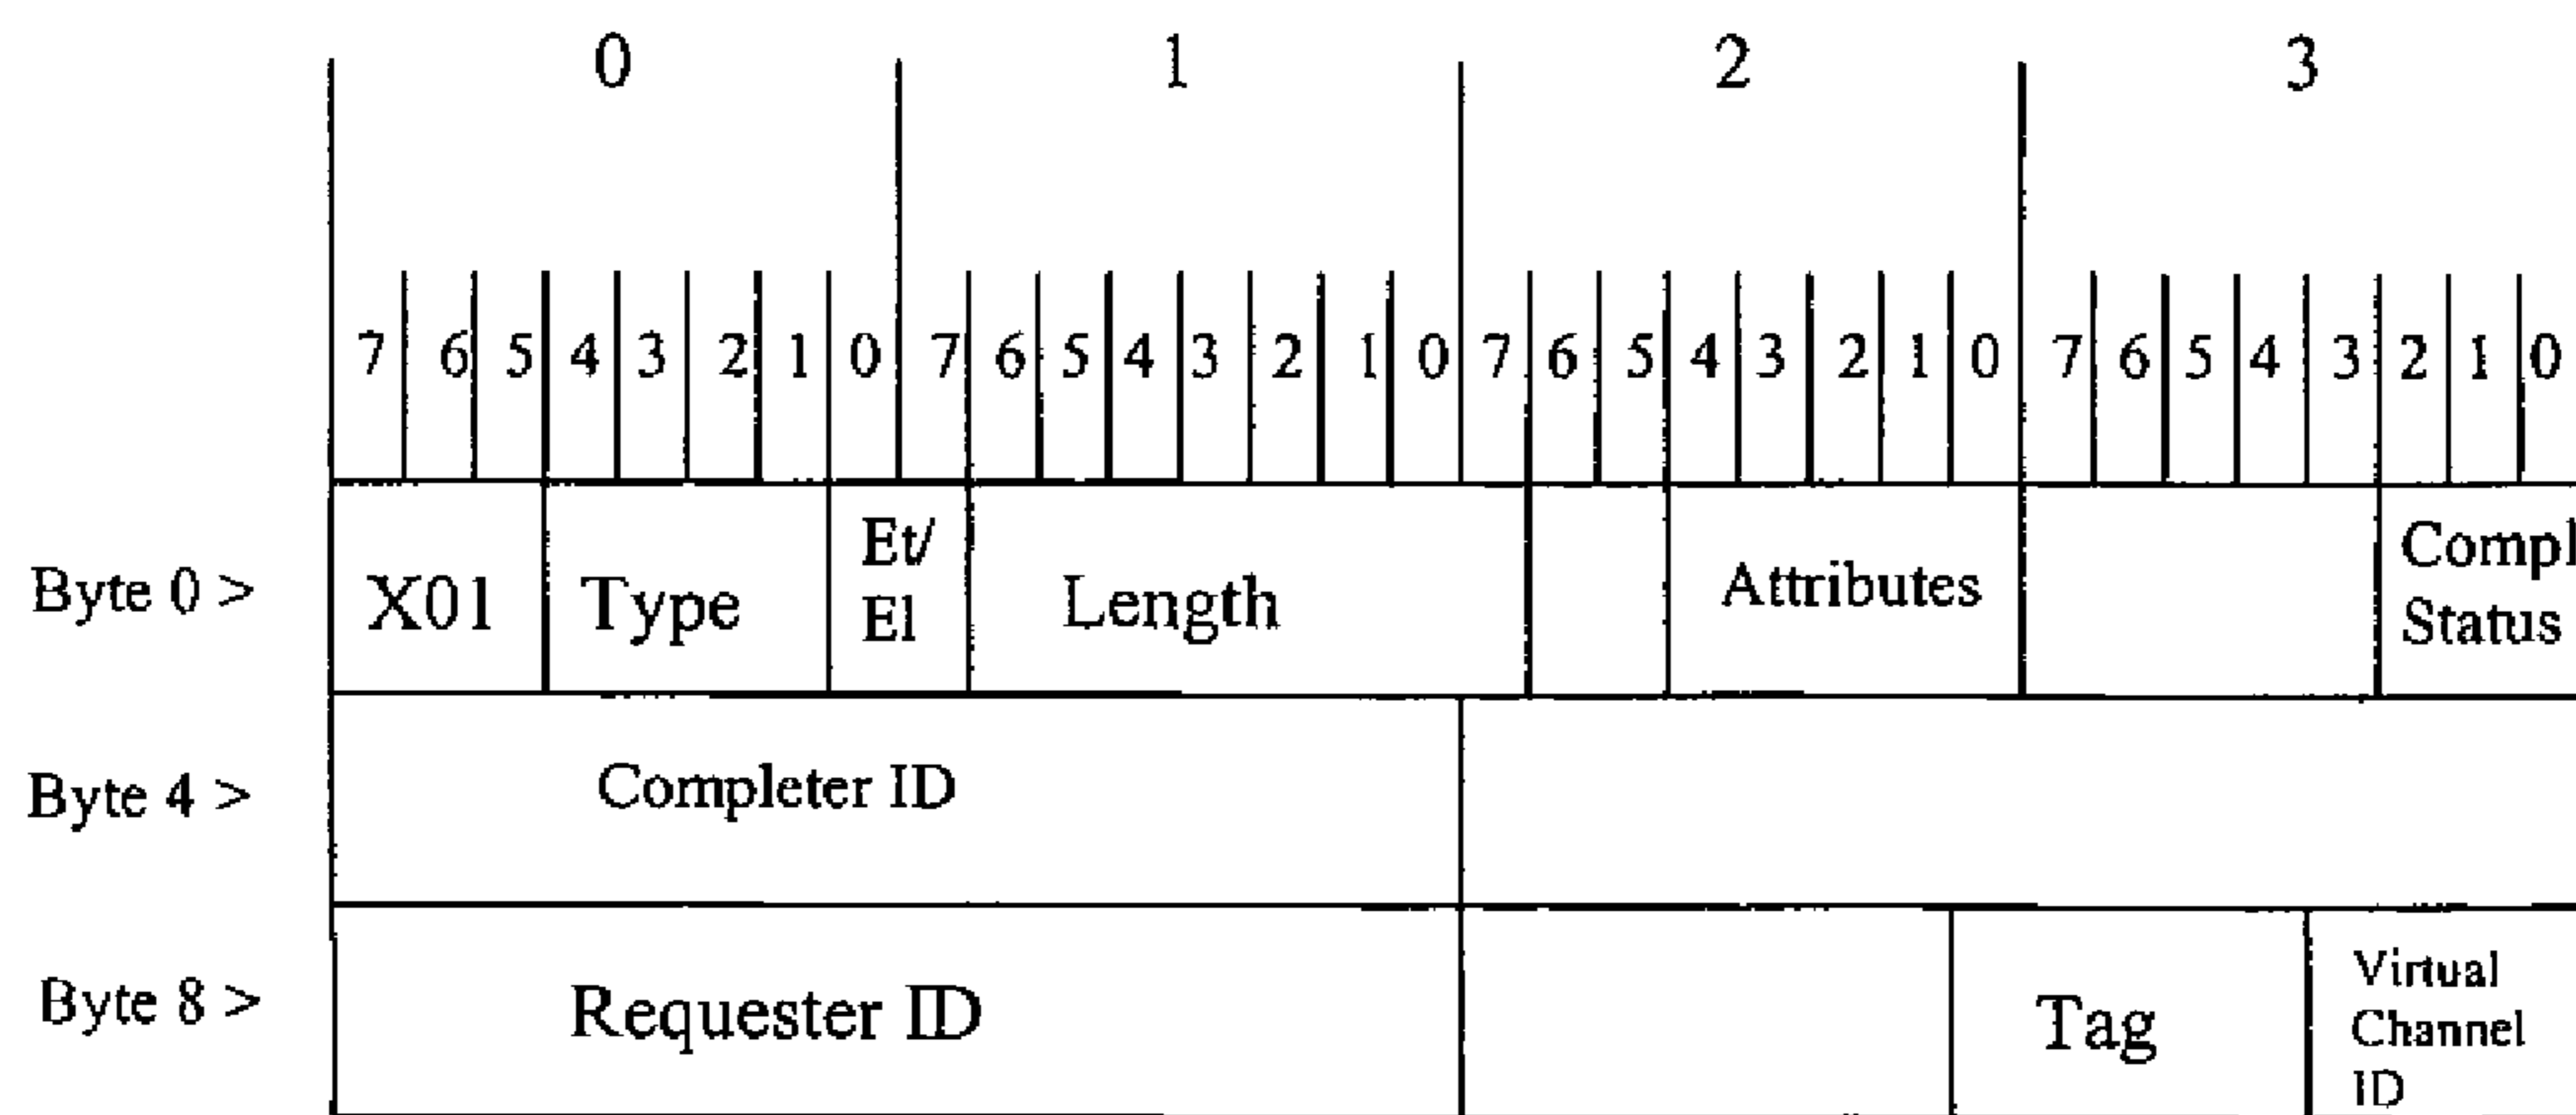 0 1 2 3
7 6 5 4 3 2 1 0 7 6 5 4 3 2 1 0 7 6 5 4 3 2 1 0 7 6 5 4 3 2 1 0
Byte 0 >
X01
Type
Et/
El
Length
Attributes
Compl
Status
Byte 4 >
Completer ID
Byte 8 >
Requester ID
Tag
Virtual
Channel
ID